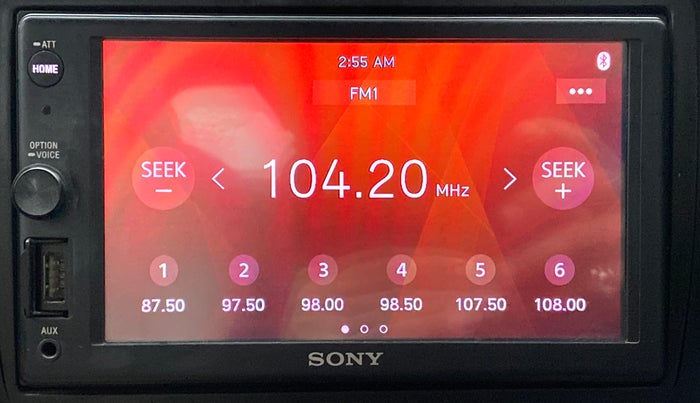 ATT
HOME
2:55 AM
FM1
•••
OPTION
VOICE
SEEK
−
< 104.20 MHz >
SEEK
+
1 2 3 4 5 6
87.50 97.50 98.00 98.50 107.50 108.00
AUX
SONY